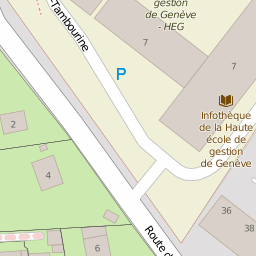 gestion
de Genève
- HEG
7
-Tambourine
P
7
Infothèque
de la Haute
école de
gestion
de Genève
2
4
36
38
6
Route d